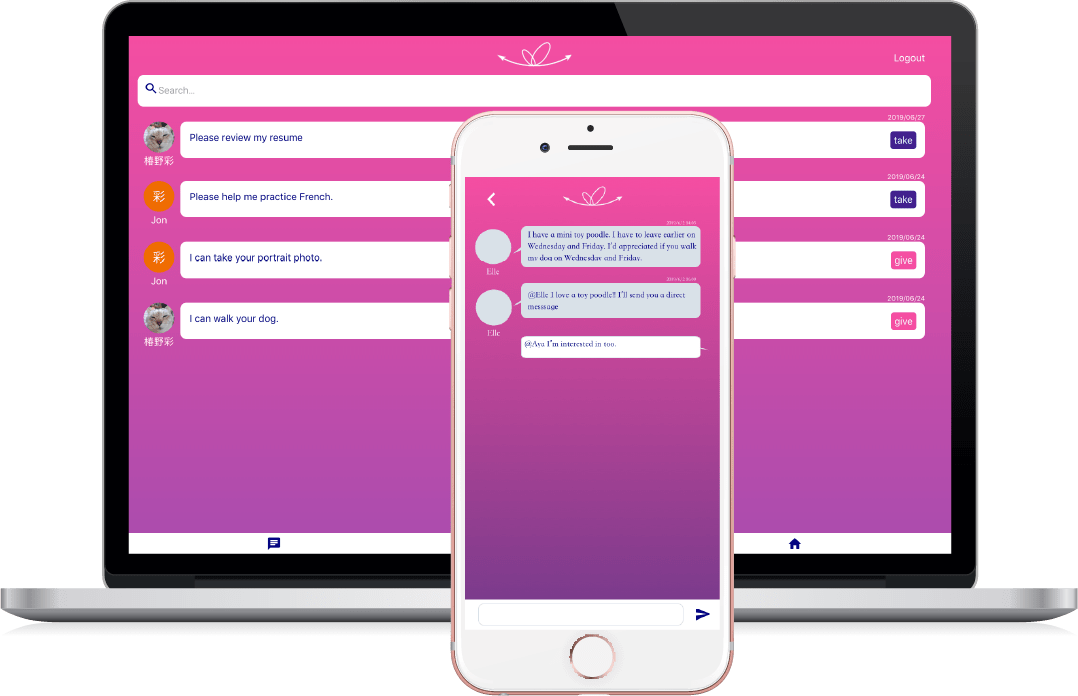 Logout
Search...
2019/06/27
Please review my resume
take
椿野彩
2019/06/24
彩
Please help me practice French.
take
Jon
2019/06/24
彩
I can take your portrait photo.
give
Jon
2019/06/24
I can walk your dog.
give
椿野彩
I have a mini toy poodle. I have to leave earlier on
Wednesday and Friday. I'd appreciated if you walk
my dog on Wednesday and Friday.
Elle
@Elle I love a toy poodle!! I'll send you a direct
messsage
Elle
@Aya I'm interested in too.